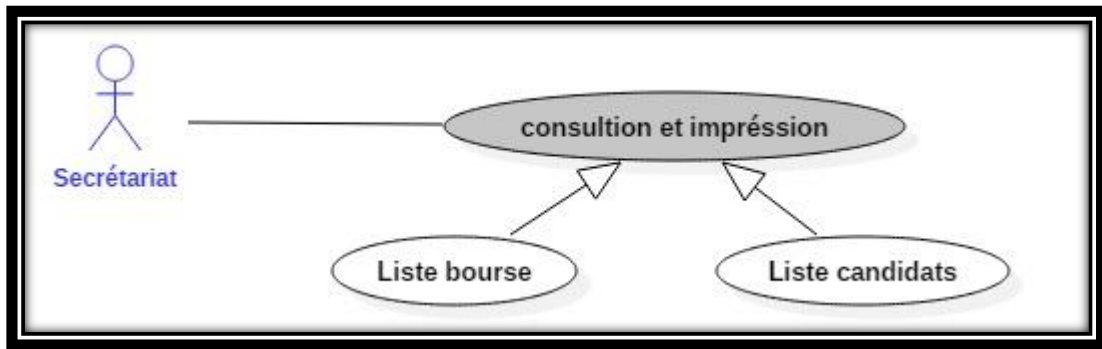 consultion et impréssion
Secrétariat
Liste bourse
Liste candidats